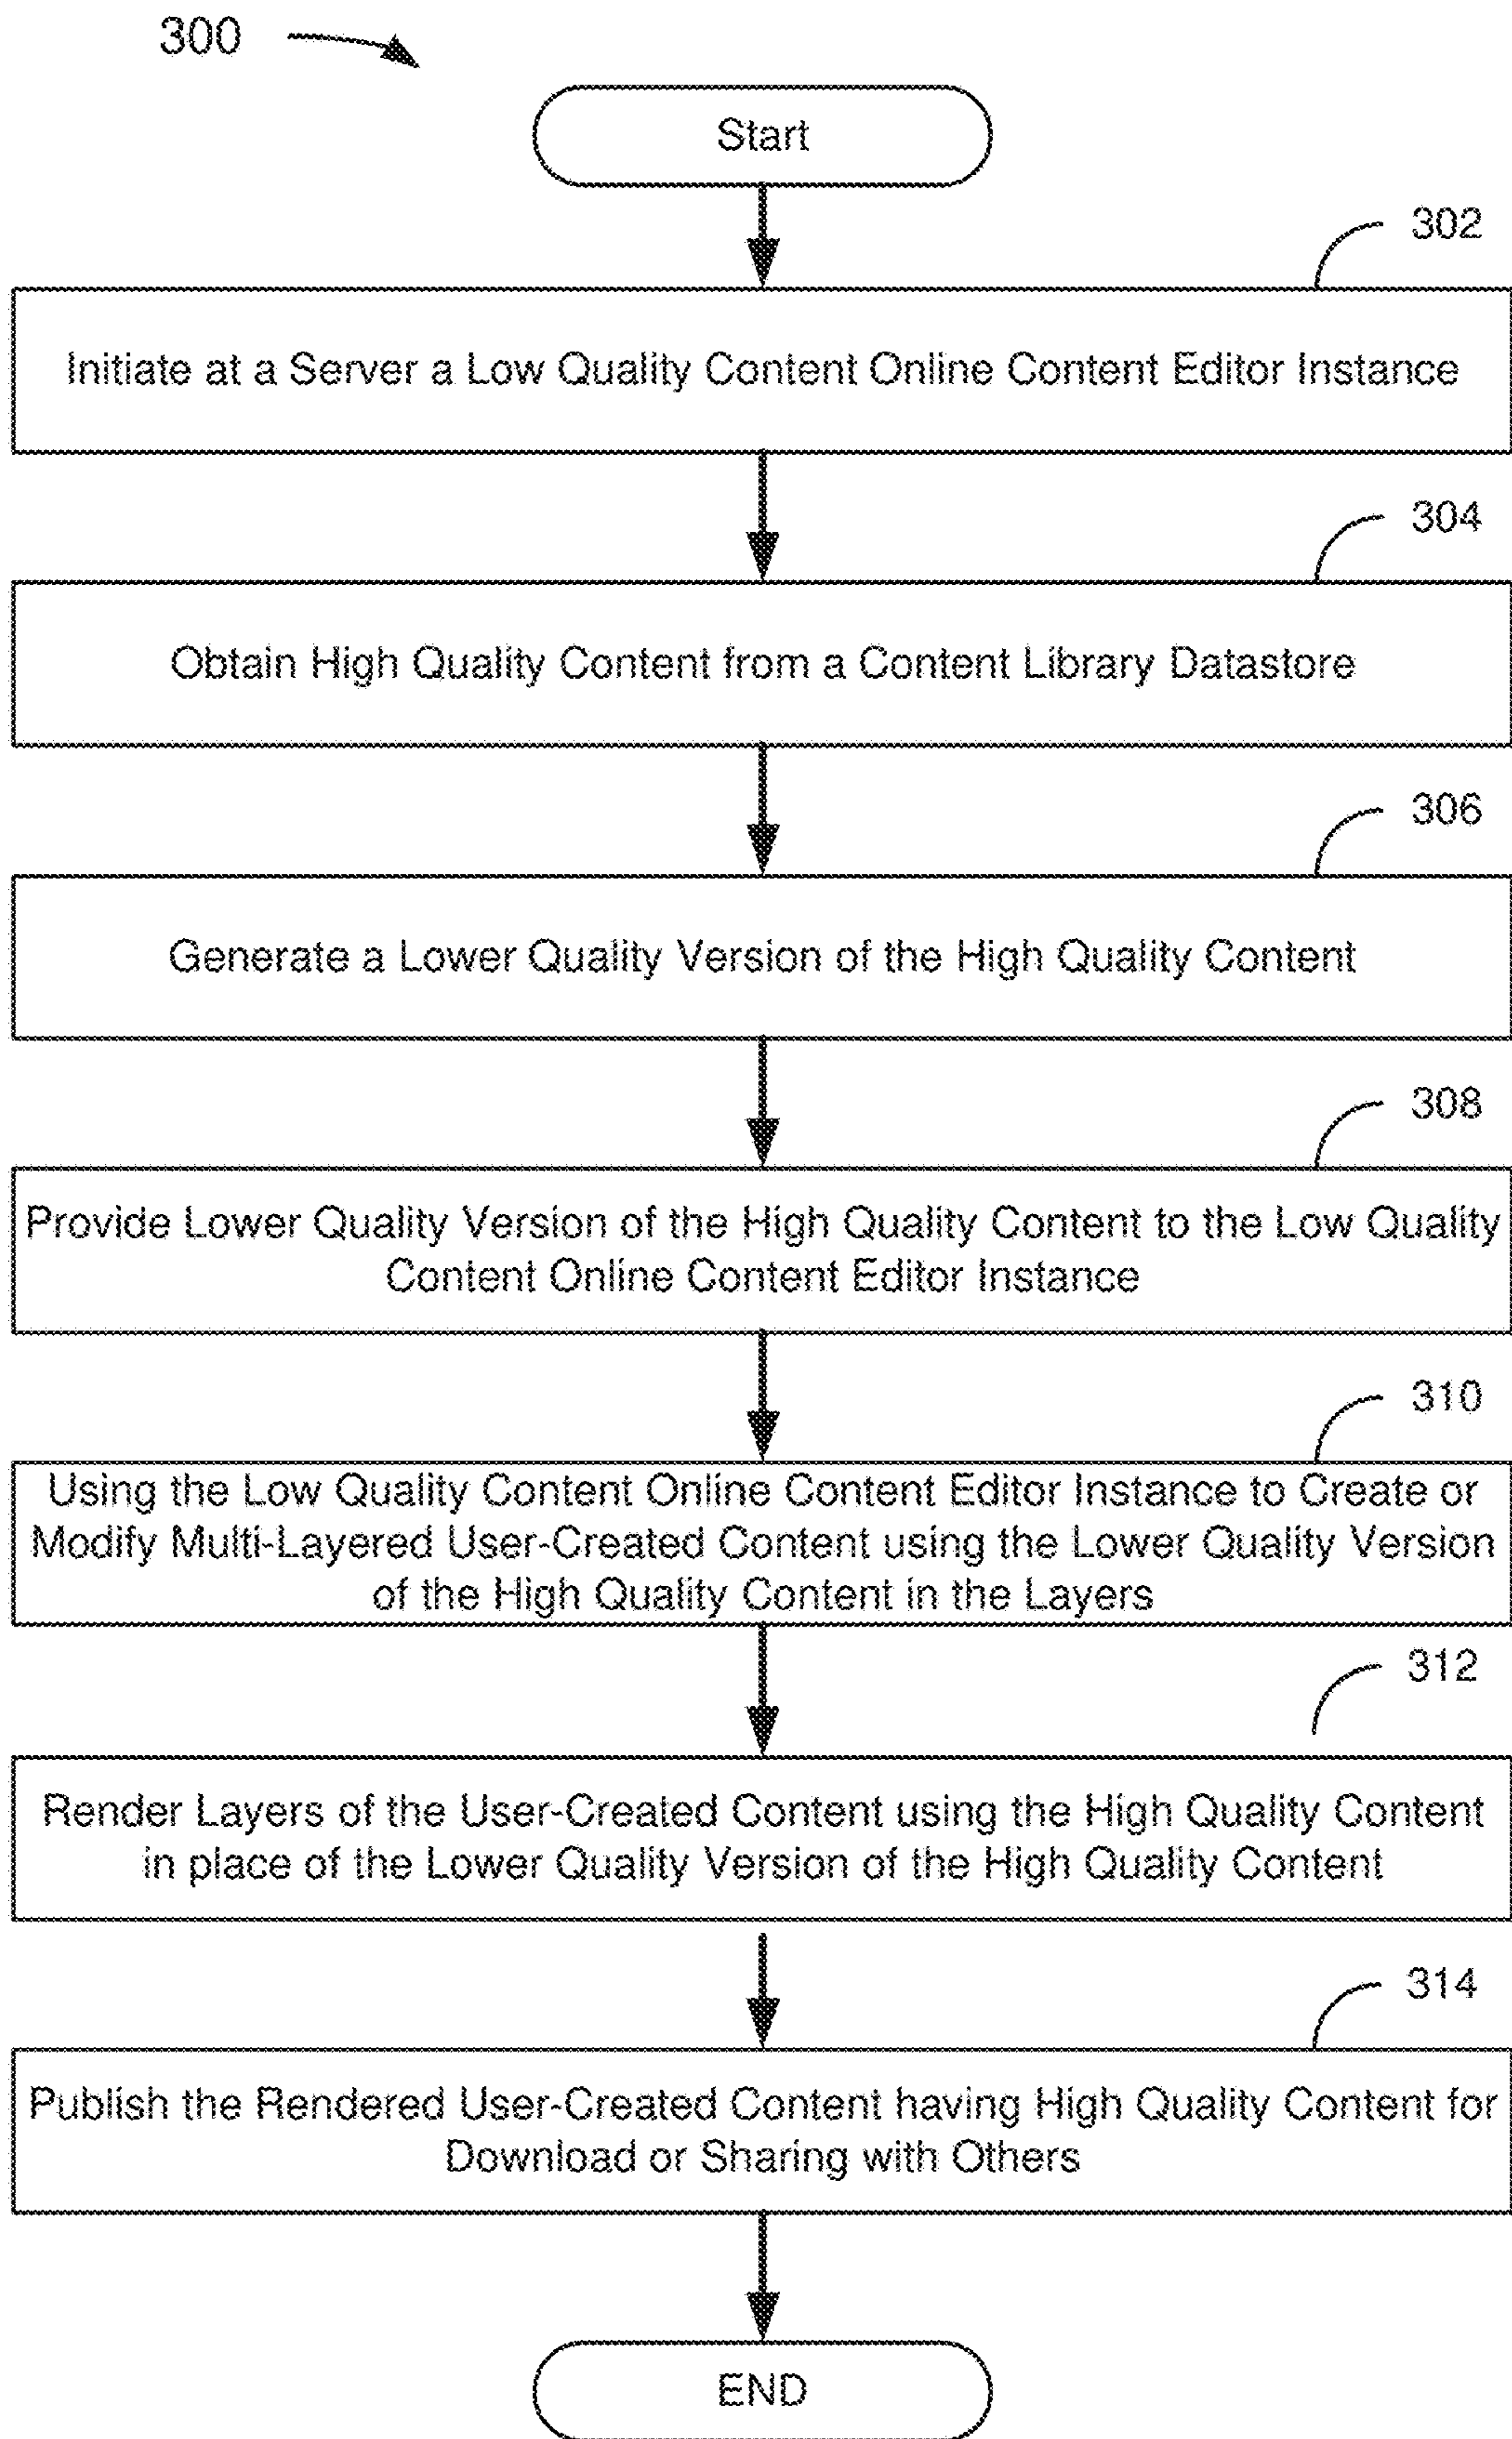 300
Start
302
Initiate at a Server a Low Quality Content Online Content Editor Instance
304
Obtain High Quality Content from a Content Library Datastore
306
Generate a Lower Quality Version of the High Quality Content
308
Provide Lower Quality Version of the High Quality Content to the Low Quality
Content Online Content Editor Instance
310
Using the Low Quality Content Online Content Editor Instance to Create or
Modify Multi-Layered User-Created Content using the Lower Quality Version
of the High Quality Content in the Layers
312
Render Layers of the User-Created Content using the High Quality Content
in place of the Lower Quality Version of the High Quality Content
314
Publish the Rendered User-Created Content having High Quality Content for
Download or Sharing with Others
END